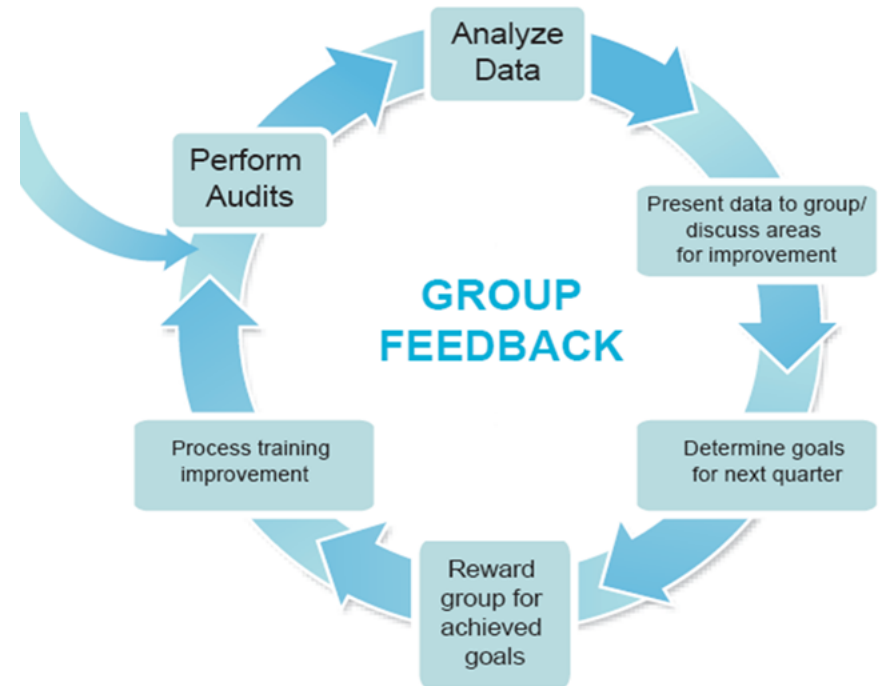 Analyze
Data
Perform
Audits
Present data to group/
discuss areas
for improvement
GROUP
FEEDBACK
Process training
improvement
Determine goals
for next quarter
Reward
group for
achieved
goals